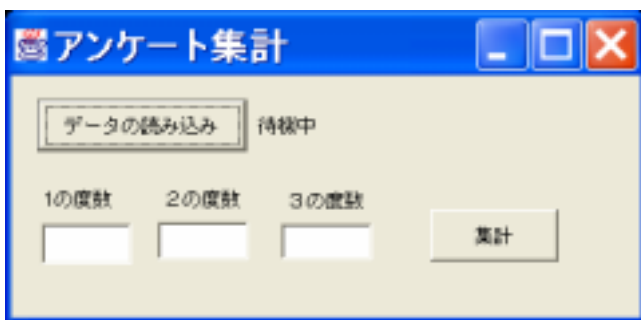 アンケート集計
データの読み込み 待機中
1の度数 2の度数 3の度数
集計